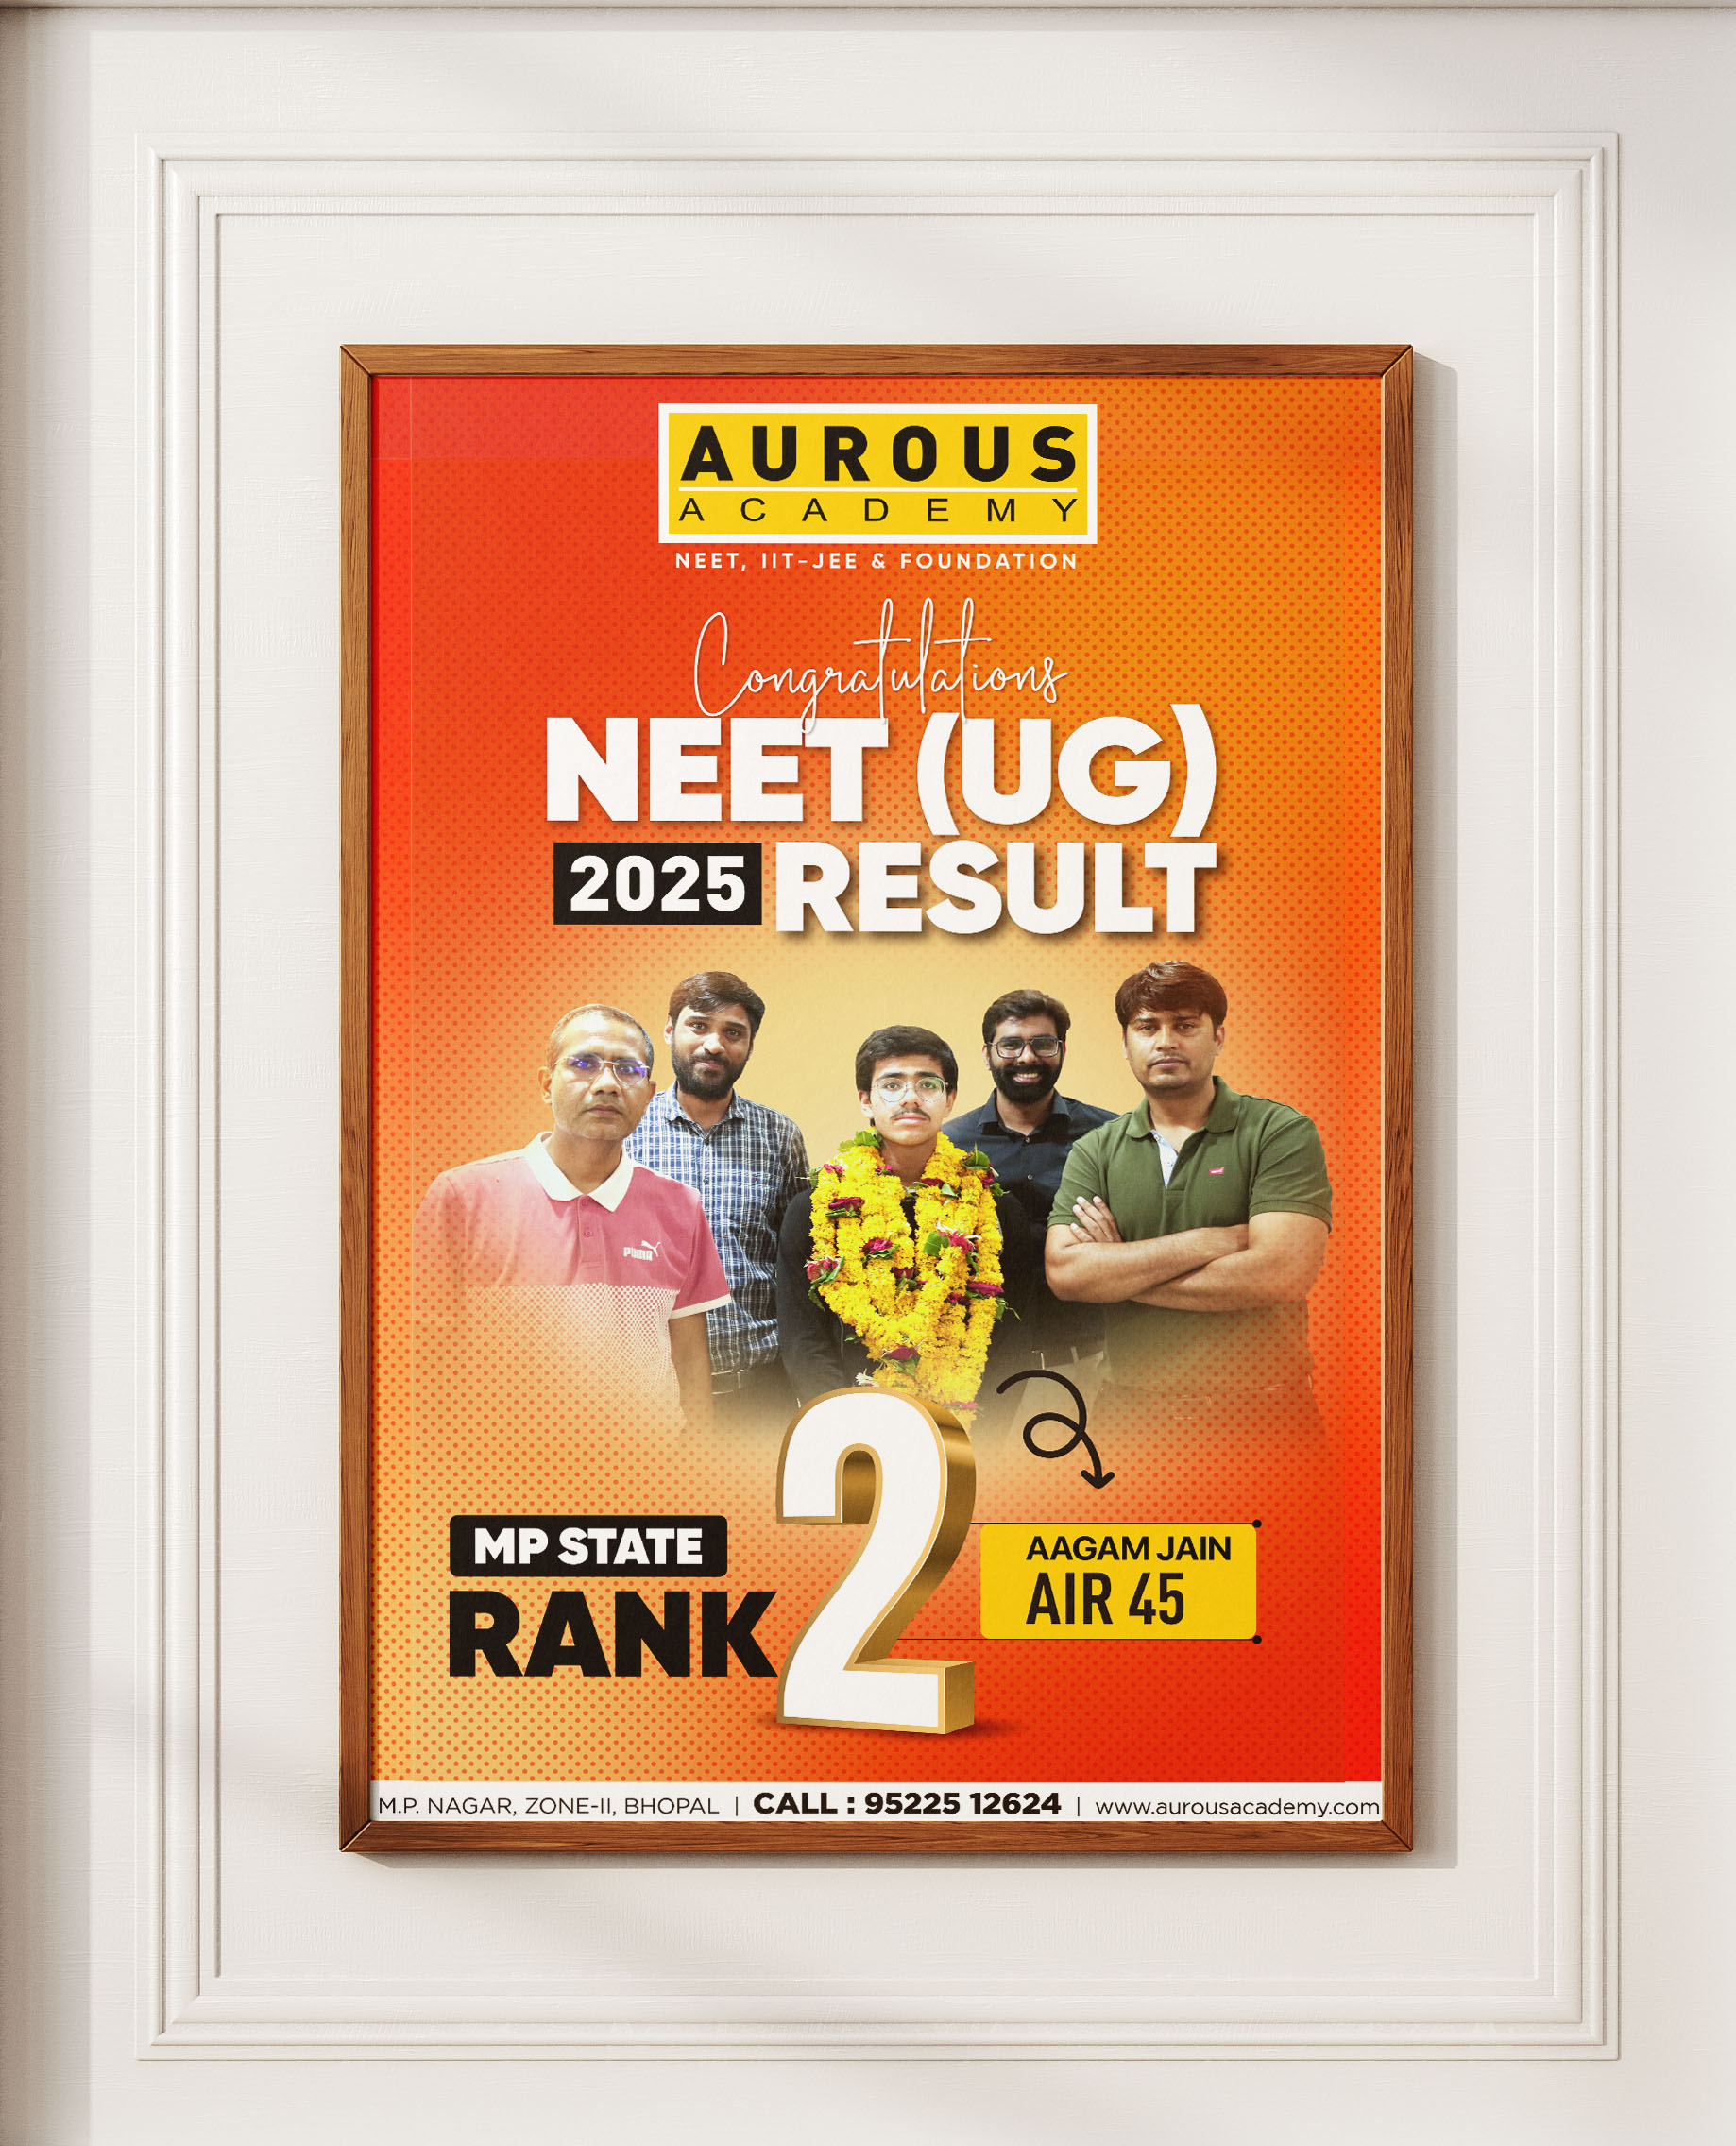 AUROUS
ACADEMY
NEET, IIT-JEE & FOUNDATION
Congratulations
NEET (UG)
2025 RESULT
PUMA
MP STATE
RANK 2
AAGAM JAIN
AIR 45
M.P. NAGAR, ZONE-II, BHOPAL | CALL : 95225 12624 | www.aurousacademy.com